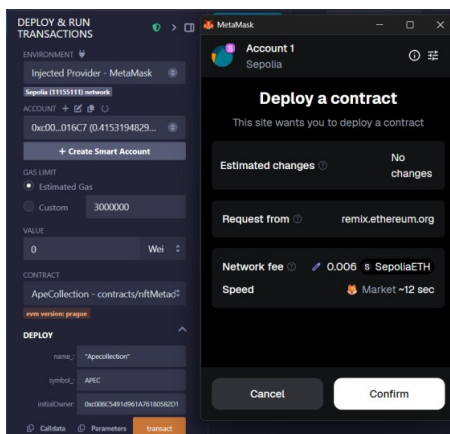 DEPLOY & RUN
TRANSACTIONS
ENVIRONMENT
Injected Provider - MetaMask
Sepolia (11155111) network
ACCOUNT
0xc00...016C7 (0.4153194829...
+ Create Smart Account
GAS LIMIT
Estimated Gas
Custom 3000000
VALUE
0 Wei
CONTRACT
ApeCollection - contracts/nftMetad
evm version: prague
DEPLOY
name_: "Apecollection"
symbol_: APEC
initialOwner: 0xc006C5491d961A76180582D1
Calldata Parameters transact
MetaMask
S
Account 1
Sepolia
Deploy a contract
This site wants you to deploy a contract
Estimated changes No changes
Request from remix.ethereum.org
Network fee 0.006 S SepoliaETH
Speed Market ~12 sec
Cancel Confirm